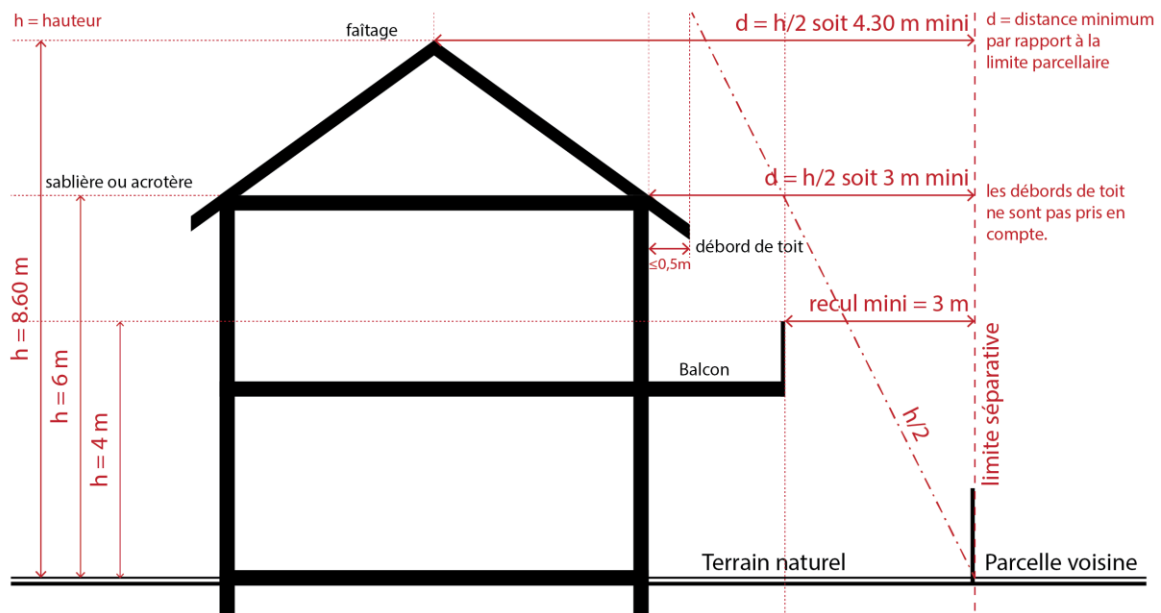 h = hauteur
faîtage
d = h/2 soit 4.30 m mini
d = distance minimum
par rapport à la
limite parcellaire
sablière ou acrotère
d = h/2 soit 3 m mini
les débords de toit
ne sont pas pris en
compte.
débord de toit
≤0,5m
h = 8.60 m
h = 6 m
h = 4 m
recul mini = 3 m
Balcon
h/2
limite séparative
Terrain naturel
Parcelle voisine